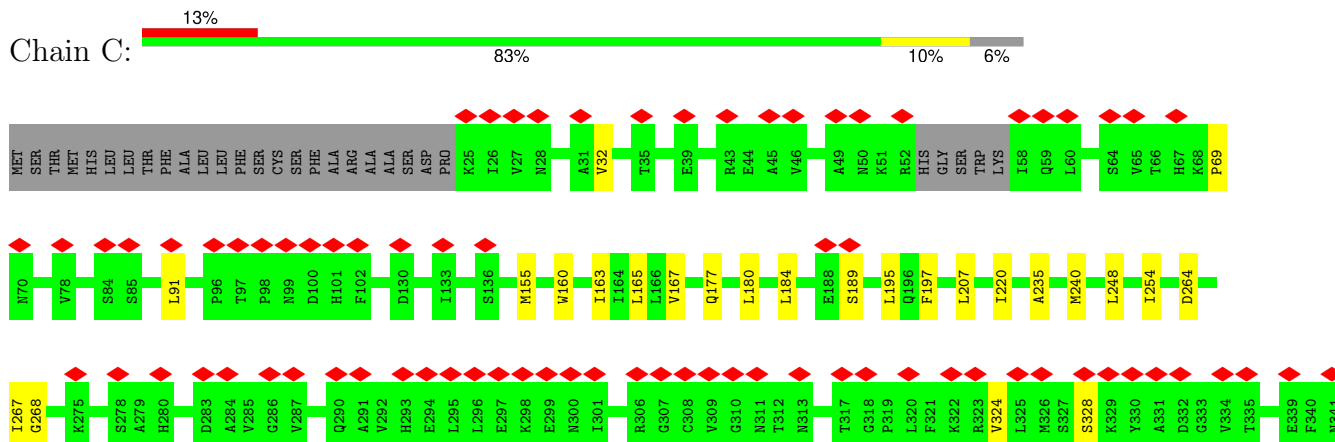 13%
Chain C:
83% 10% 6%
MET SER THR MET HIS LEU LEU THR PHE ALA LEU LEU PHE SER CYS SER PHE ALA ARG ALA ALA SER ASP PRO K25 I26 V27 N28 A31 V32 T35 E39 R43 E44 A45 V46 A49 N50 K51 R52 HIS GLY SER TRP LYS I58 Q59 L60 S64 V65 T66 H67 K68 P69
N70 V78 S84 S85 L91 P96 T97 P98 N99 D100 H101 F102 D130 I133 S136 M155 W160 I163 I164 L165 L166 V167 Q177 L180 L184 E188 S189 L195 Q196 F197 L207 I220 A235 M240 L248 I254 D264
I267 G268 K275 S278 A279 H280 D283 A284 V285 G286 V287 Q290 A291 V292 H293 E294 L295 L296 E297 K298 E299 N300 I301 R306 G307 C308 V309 G310 N311 T312 N313 T317 G318 P319 L320 F321 K322 R323 V324 L325 M326 S327 S328 K329 Y330 A331 D332 G333 V334 T335 E339 F340